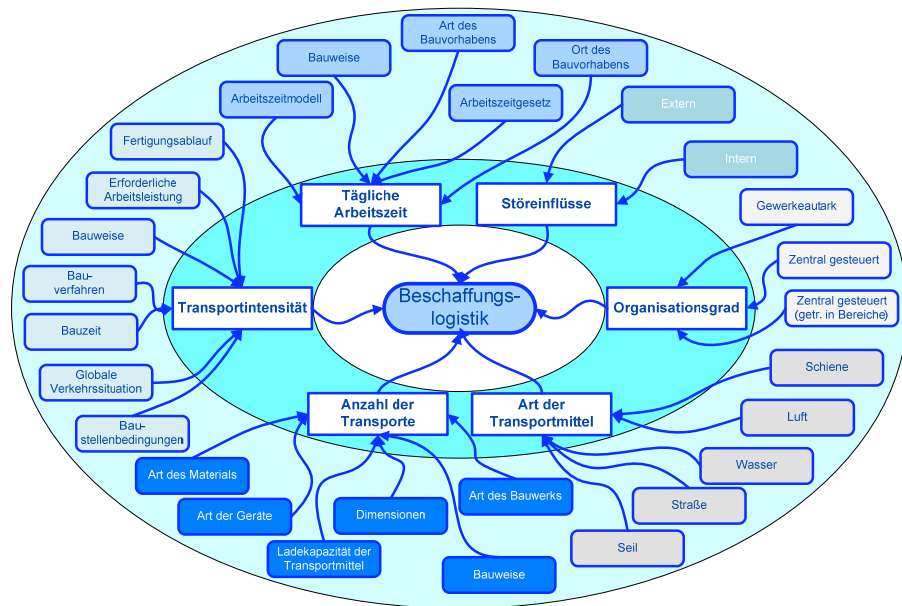 Art des
Bauvorhabens
Bauweise
Ort des
Bauvorhabens
Arbeitszeitmodell
Arbeitszeitgesetz
Extern
Fertigungsablauf
Intern
Erforderliche
Arbeitsleistung
Tägliche
Arbeitszeit
Störeinflüsse
Gewerkeautark
Bauweise
Zentral gesteuert
Bau-
verfahren
Transportintensität
Beschaffungs-
logistik
Organisationsgrad
Zentral gesteuert
(getr. in Bereiche)
Bauzeit
Globale
Verkehrssituation
Schiene
Anzahl der
Transporte
Art der
Transportmittel
Luft
Bau-
stellenbedingungen
Wasser
Art des Materials
Art des Bauwerks
Straße
Art der Geräte
Dimensionen
Ladekapazität der
Transportmittel
Seil
Bauweise